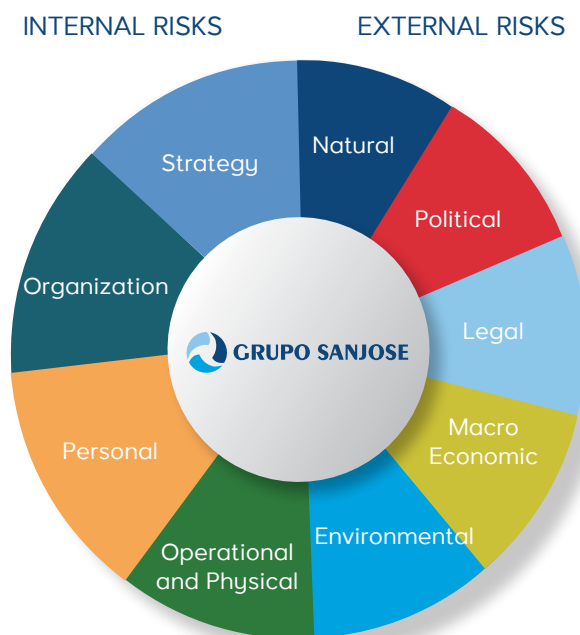 INTERNAL RISKS
EXTERNAL RISKS
Natural
Strategy
Political
Organization
Legal
GRUPO SANJOSE
Macro
Economic
Personal
Environmental
Operational
and Physical